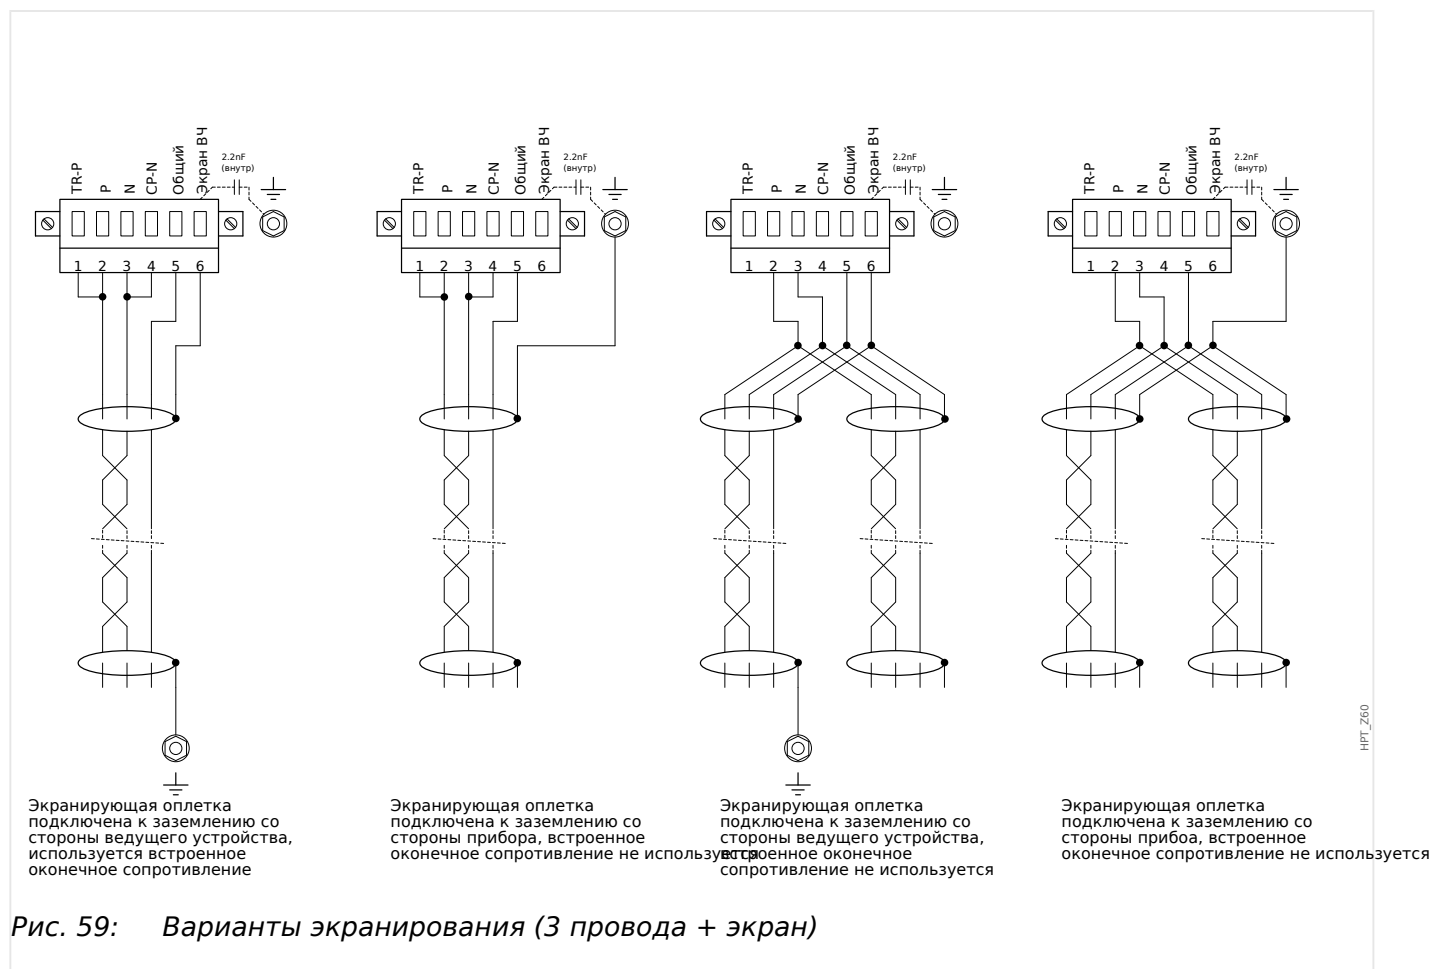 TR-P
P
N
CP-N
Общий
Экран ВЧ
2.2nF
(внутр)
1 2 3 4 5 6
TR-P
P
N
CP-N
Общий
Экран ВЧ
2.2nF
(внутр)
1 2 3 4 5 6
TR-P
P
N
CP-N
Общий
Экран ВЧ
2.2nF
(внутр)
1 2 3 4 5 6
TR-P
P
N
CP-N
Общий
Экран ВЧ
2.2nF
(внутр)
1 2 3 4 5 6
HPT_Z60
Экранирующая оплетка
подключена к заземлению со
стороны ведущего устройства,
используется встроенное
оконечное сопротивление
Экранирующая оплетка
подключена к заземлению со
стороны прибора, встроенное
оконечное сопротивление не используется
Экранирующая оплетка
подключена к заземлению со
стороны ведущего устройства,
встроенное оконечное
сопротивление не используется
Экранирующая оплетка
подключена к заземлению со
стороны прибоа, встроенное
оконечное сопротивление не используется
Рис. 59: Варианты экранирования (3 провода + экран)